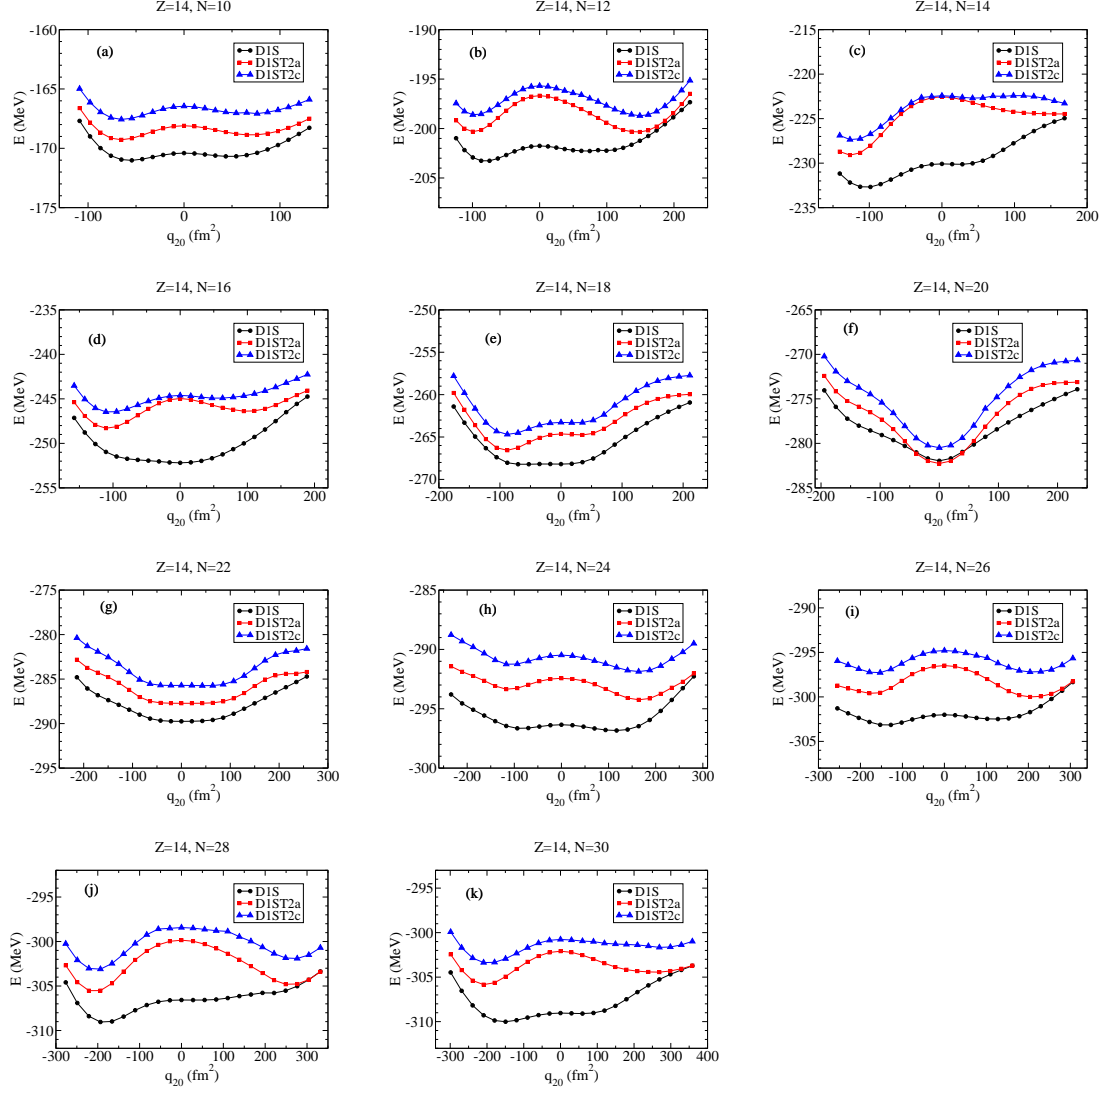 Z=14, N=10
(a)
D1S
D1ST2a
D1ST2c
-160
-165
-170
-175
E (MeV)
-100 0 100
q20 (fm2)
Z=14, N=12
(b)
D1S
D1ST2a
D1ST2c
-190
-195
-200
-205
E (MeV)
-100 0 100 200
q20 (fm2)
Z=14, N=14
(c)
D1S
D1ST2a
D1ST2c
-215
-220
-225
-230
-235
E (MeV)
-100 0 100 200
q20 (fm2)
Z=14, N=16
(d)
D1S
D1ST2a
D1ST2c
-235
-240
-245
-250
-255
E (MeV)
-100 0 100 200
q20 (fm2)
Z=14, N=18
(e)
D1S
D1ST2a
D1ST2c
-250
-255
-260
-265
-270
E (MeV)
-200 -100 0 100 200
q20 (fm2)
Z=14, N=20
(f)
D1S
D1ST2a
D1ST2c
-265
-270
-275
-280
-285
E (MeV)
-200 -100 0 100 200
q20 (fm2)
Z=14, N=22
(g)
D1S
D1ST2a
D1ST2c
-275
-280
-285
-290
-295
E (MeV)
-200 -100 0 100 200 300
q20 (fm2)
Z=14, N=24
(h)
D1S
D1ST2a
D1ST2c
-285
-290
-295
-300
E (MeV)
-200 -100 0 100 200 300
q20 (fm2)
Z=14, N=26
(i)
D1S
D1ST2a
D1ST2c
-290
-295
-300
-305
E (MeV)
-300 -200 -100 0 100 200 300
q20 (fm2)
Z=14, N=28
(j)
D1S
D1ST2a
D1ST2c
-295
-300
-305
-310
E (MeV)
-300 -200 -100 0 100 200 300
q20 (fm2)
Z=14, N=30
(k)
D1S
D1ST2a
D1ST2c
-295
-300
-305
-310
E (MeV)
-300 -200 -100 0 100 200 300 400
q20 (fm2)